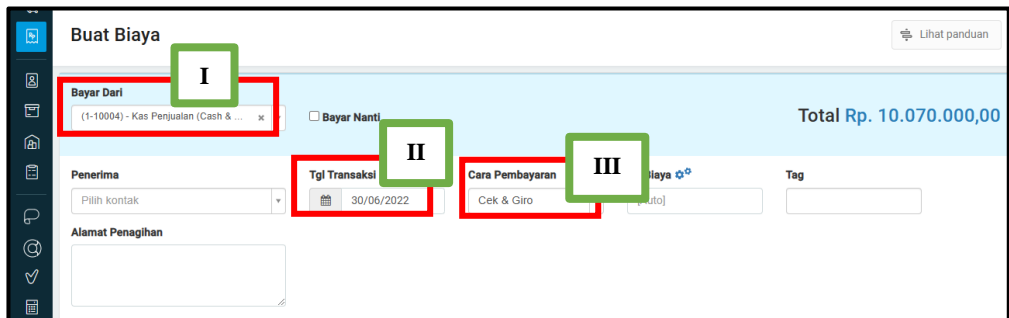 Buat Biaya
Lihat panduan
I
Bayar Dari
(1-10004) - Kas Penjualan (Cash & ...
Bayar Nanti
Total Rp. 10.070.000,00
II
III
Penerima
Tgl Transaksi
Cara Pembayaran
Biaya
Tag
Pilih kontak
30/06/2022
Cek & Giro
Alamat Penagihan